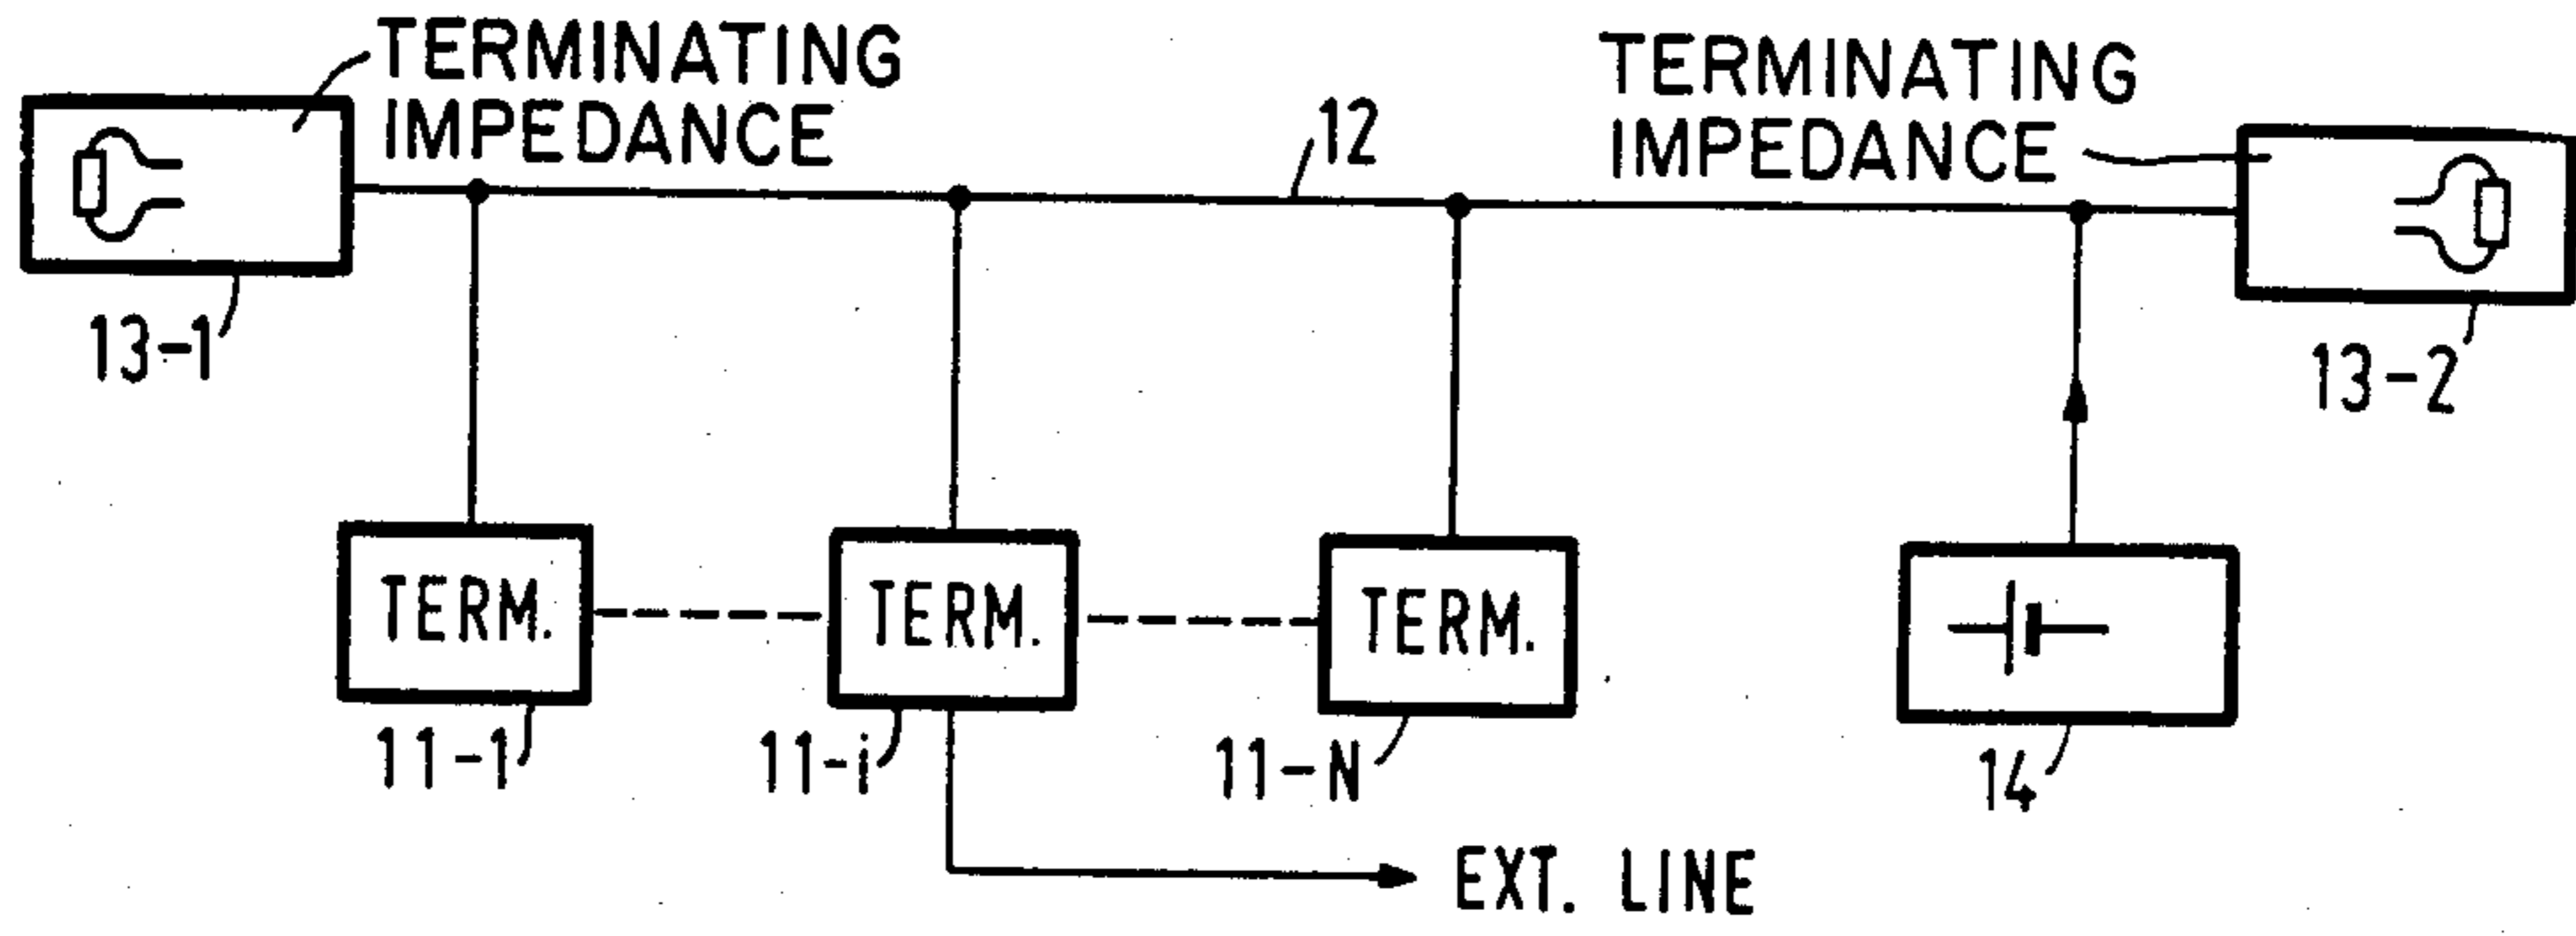 TERMINATING
IMPEDANCE
12
TERMINATING
IMPEDANCE
13-1
13-2
TERM.
TERM.
TERM.
11-1
11-i
11-N
14
EXT. LINE